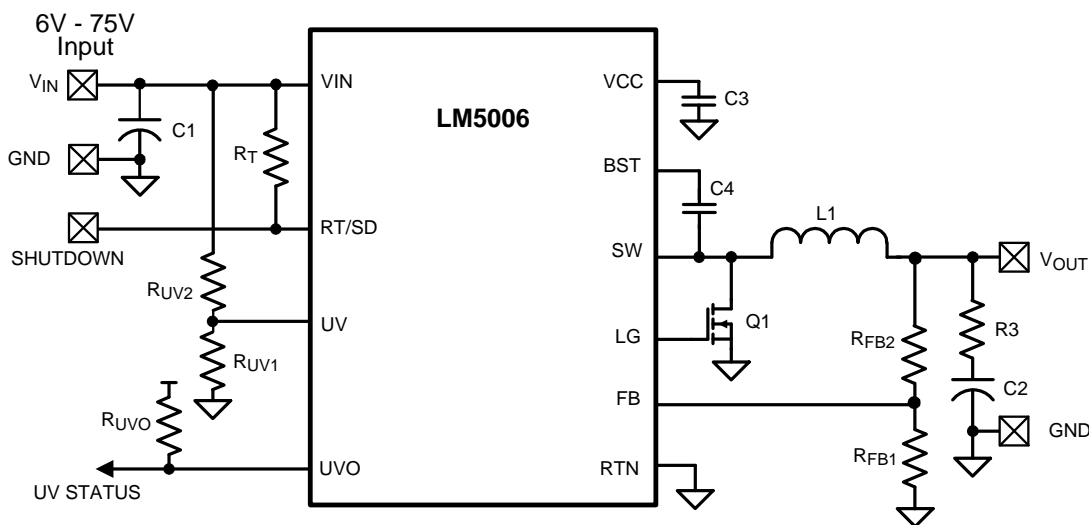 6V - 75V
Input
VIN
C1
GND
RT
SHUTDOWN
RUV2
RUV1
RUVO
UV STATUS
VIN
RT/SD
UV
UVO
LM5006
VCC
BST
SW
LG
FB
RTN
C3
C4
L1
Q1
VOUT
RFB2
R3
C2
GND
RFB1